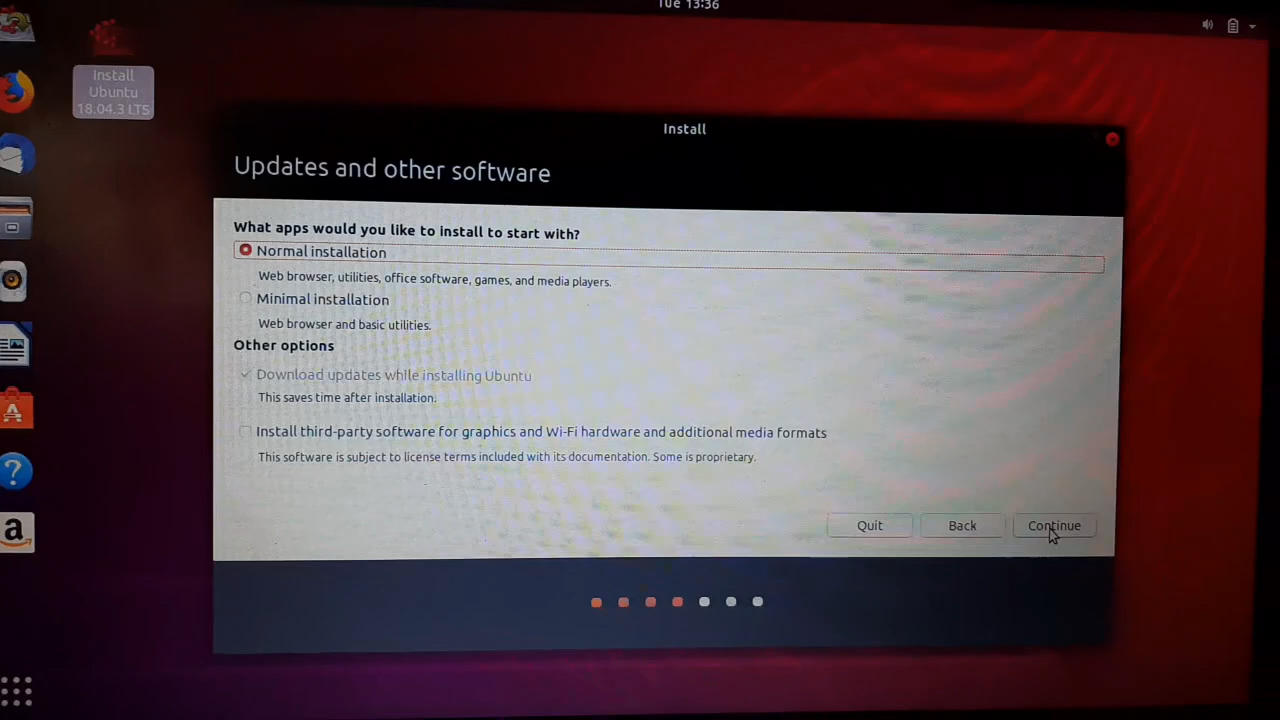 Tue 13:36
Install
Ubuntu
18.04.3 LTS
Install
Updates and other software
What apps would you like to install to start with?
Normal installation
Web browser, utilities, office software, games, and media players.
Minimal installation
Web browser and basic utilities.
Other options
Download updates while installing Ubuntu
This saves time after installation.
Install third-party software for graphics and Wi-Fi hardware and additional media formats
This software is subject to license terms included with its documentation. Some is proprietary.
Quit
Back
Continue